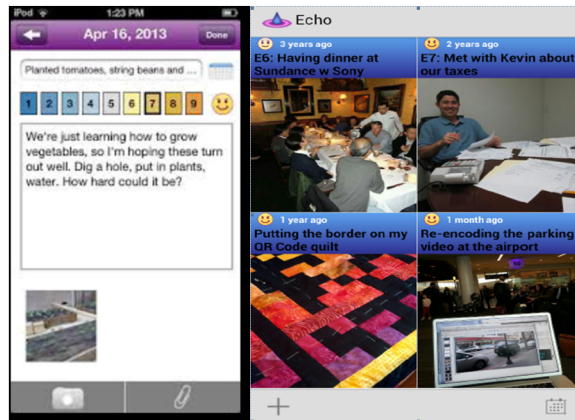 iPod
1:23 PM
Apr 16, 2013
Done
Planted tomatoes, string beans and ...
1 2 3 4 5 6 7 8 9
We're just learning how to grow
vegetables, so I'm hoping these turn
out well. Dig a hole, put in plants,
water. How hard could it be?
Echo
3 years ago
E6: Having dinner at
Sundance w Sony
2 years ago
E7: Met with Kevin about
our taxes
1 year ago
Putting the border on my
QR Code quilt
1 month ago
Re-encoding the parking
video at the airport